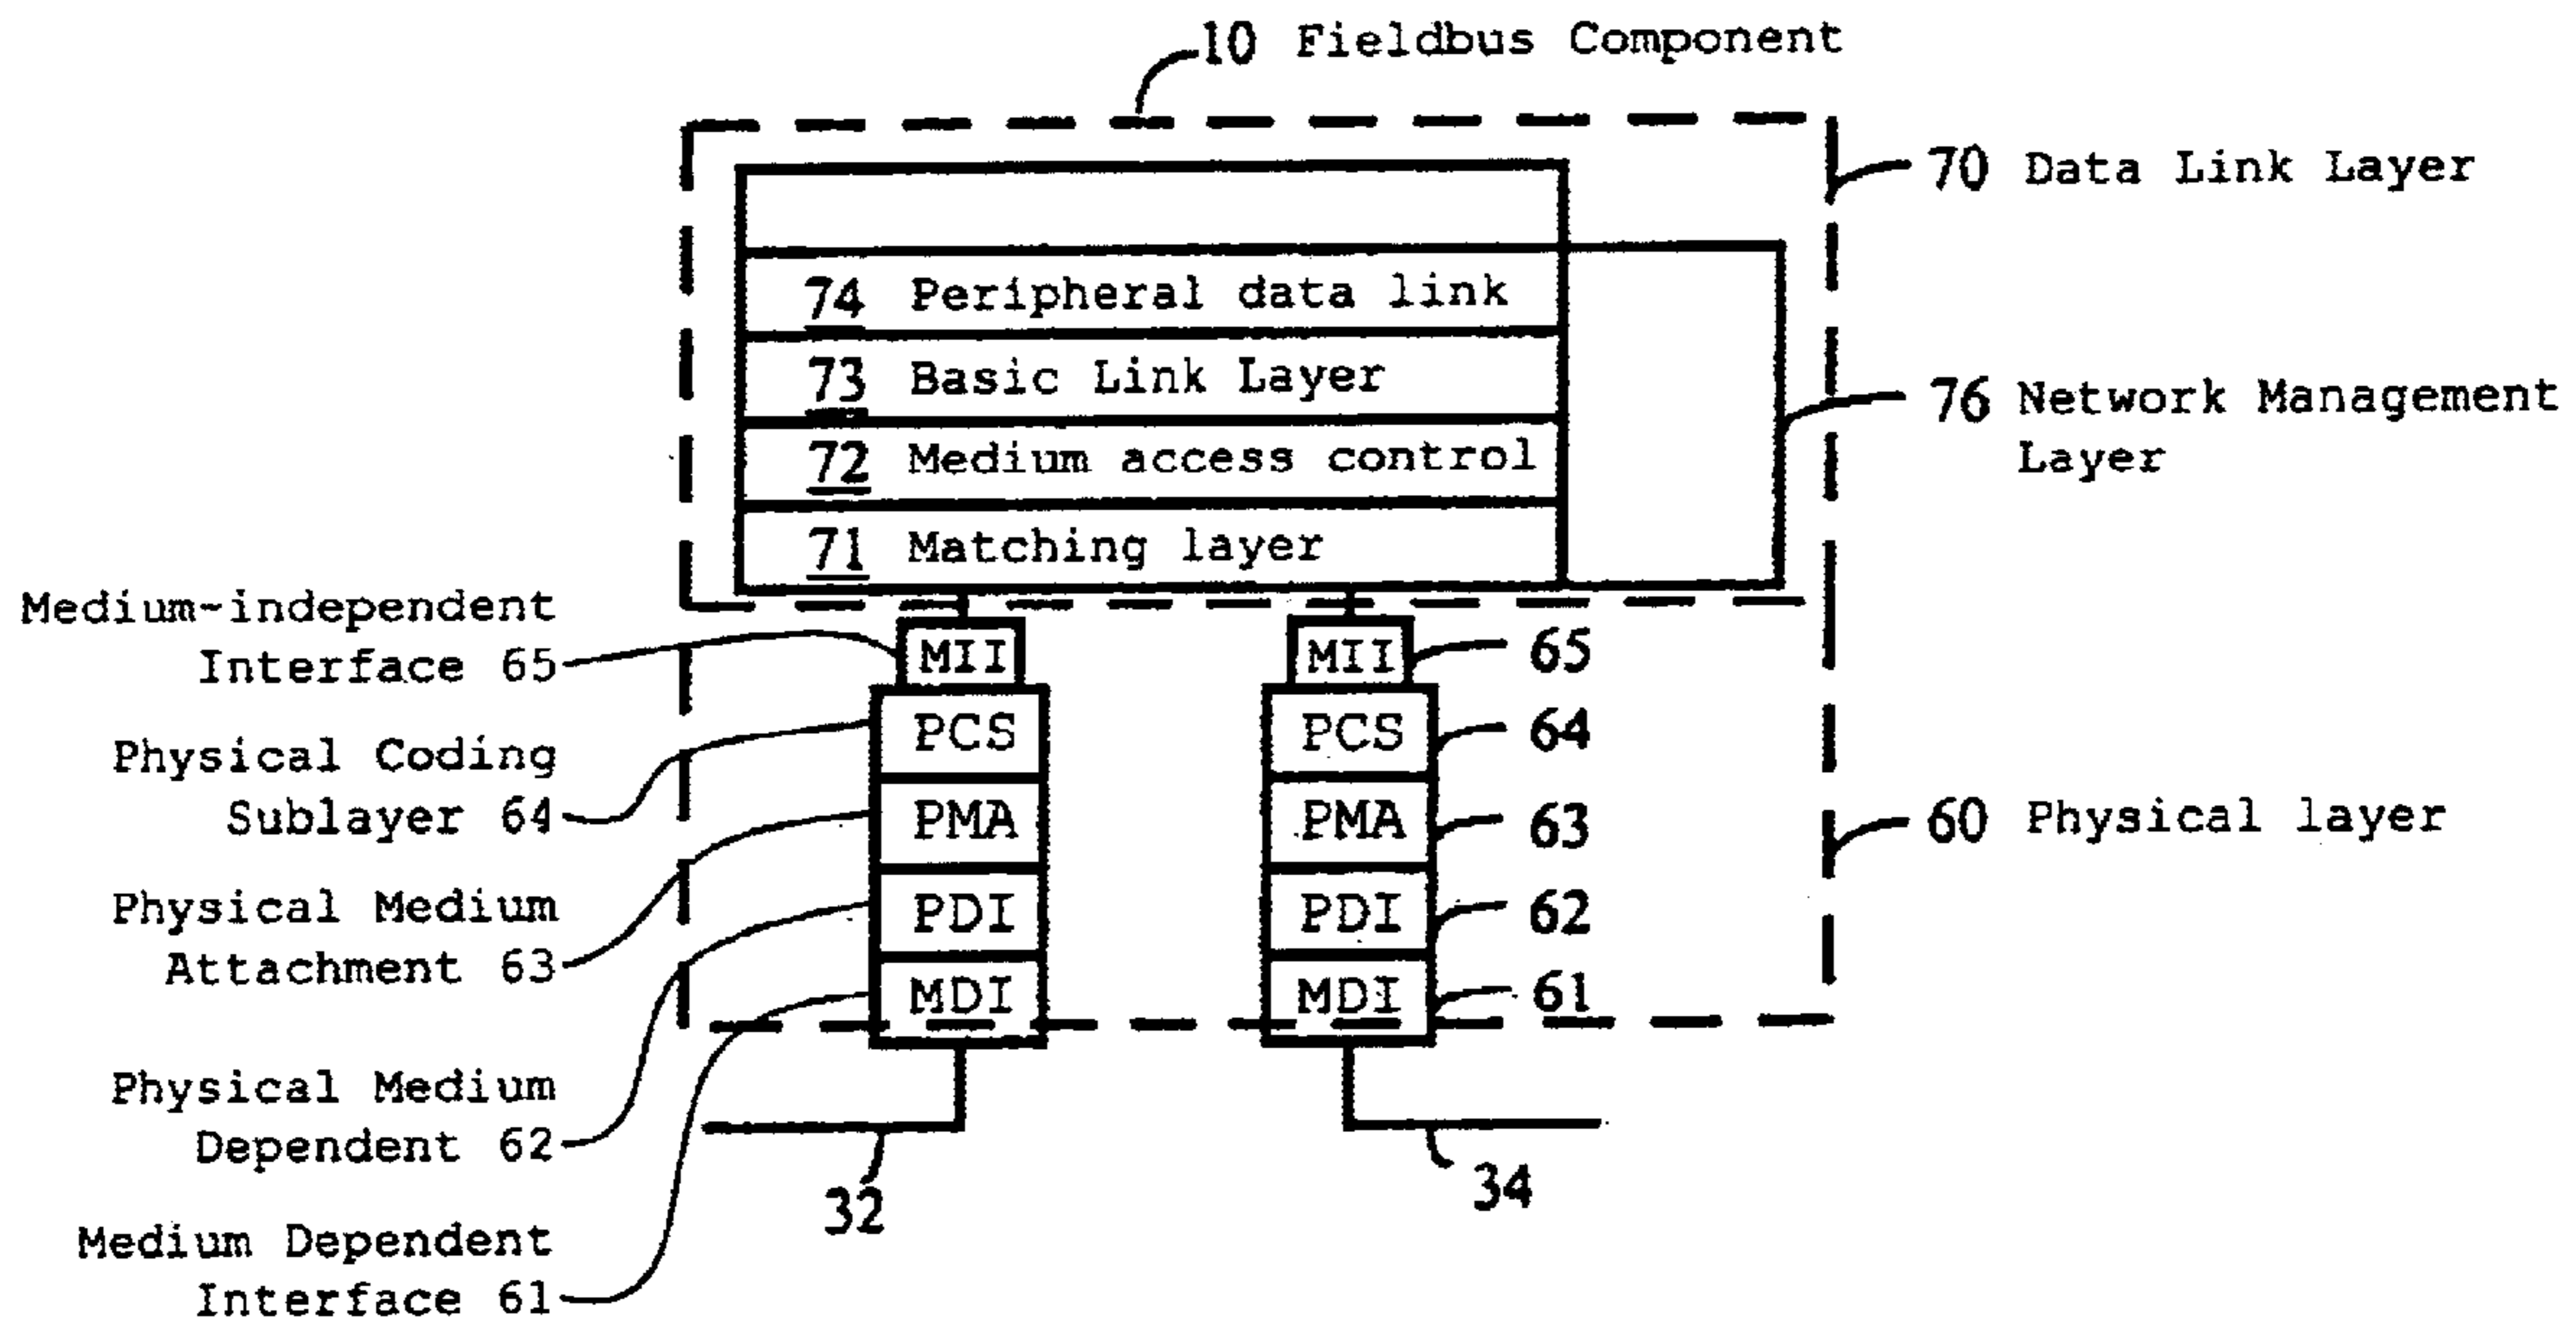 10 Fieldbus Component
70 Data Link Layer
74 Peripheral data link
73 Basic Link Layer
76 Network Management
Layer
72 Medium access control
71 Matching layer
Medium-independent
Interface 65
MII
MII
65
Physical Coding
Sublayer 64
PCS
PCS
64
PMA
PMA
63
60 Physical layer
Physical Medium
Attachment 63
PDI
PDI
62
MDI
MDI
61
Physical Medium
Dependent 62
32
34
Medium Dependent
Interface 61